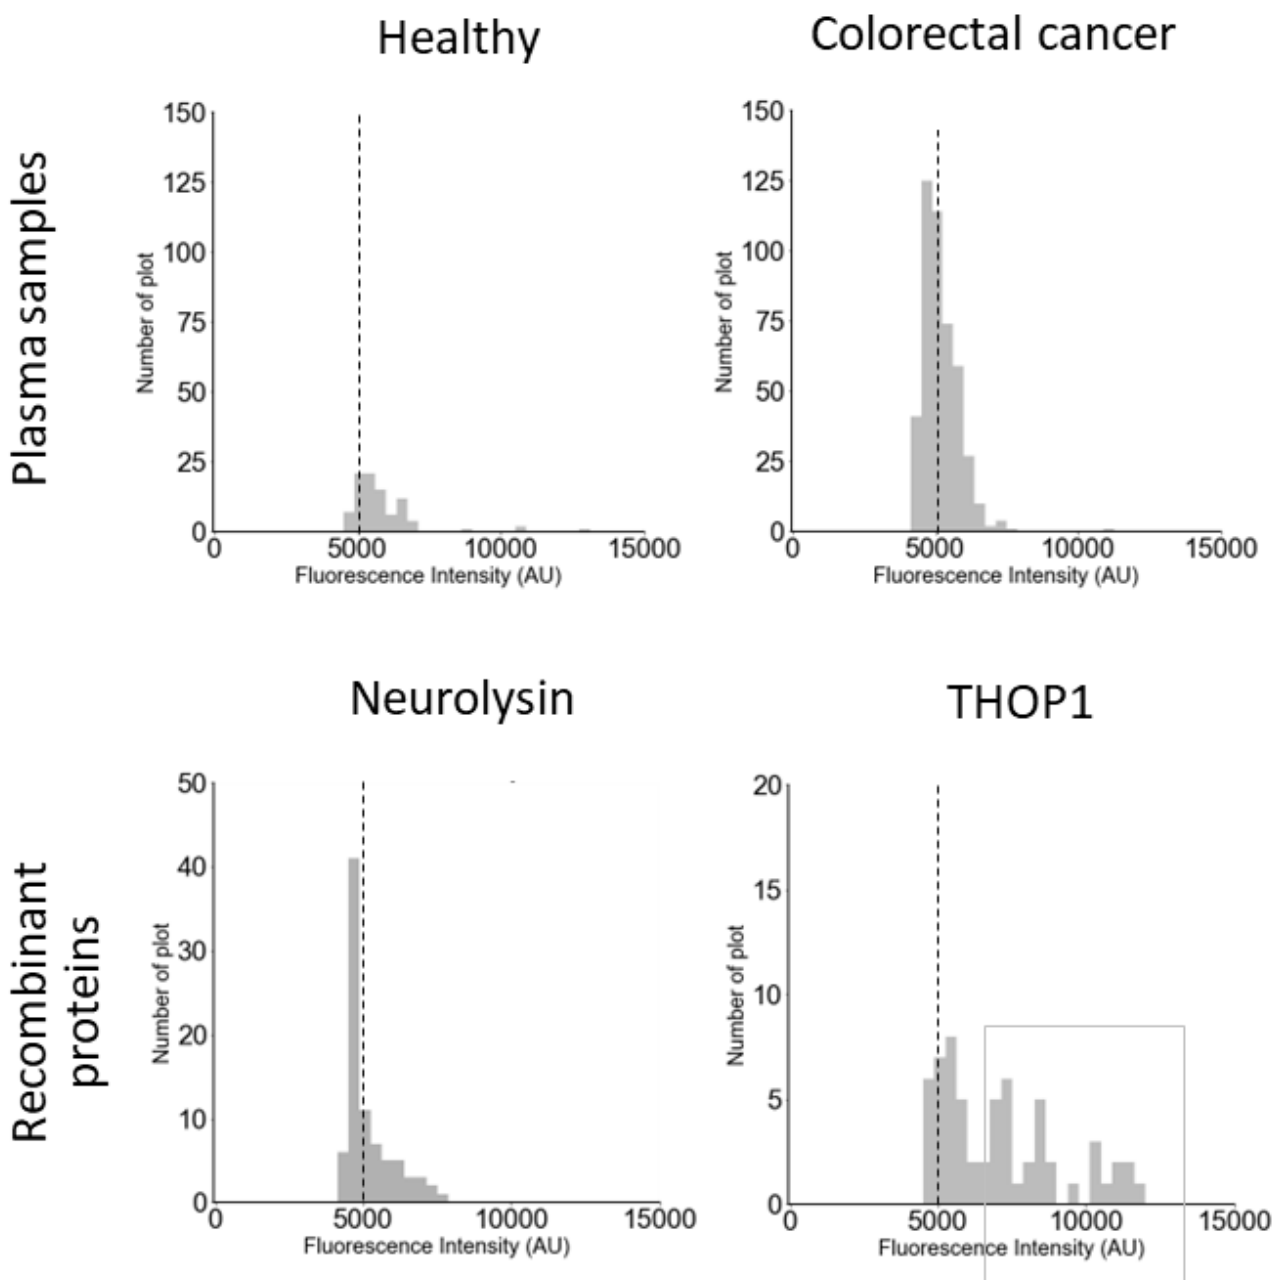 Healthy
Colorectal cancer
Plasma samples
150
125
100
75
50
25
0
Number of plot
0
5000
10000
15000
Fluorescence Intensity (AU)
150
125
100
75
50
25
0
Number of plot
0
5000
10000
15000
Fluorescence Intensity (AU)
Neurolysin
THOP1
Recombinant
proteins
50
40
30
20
10
0
Number of plot
0
5000
10000
15000
Fluorescence Intensity (AU)
20
15
10
5
0
Number of plot
0
5000
10000
15000
Fluorescence Intensity (AU)